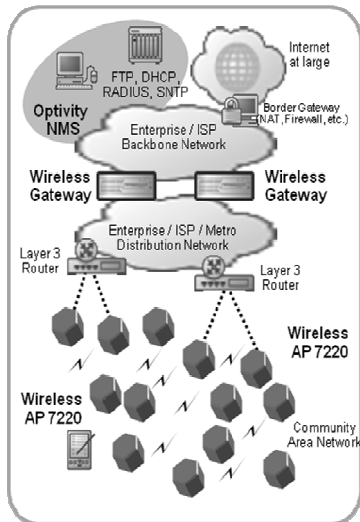 FTP, DHCP,
RADIUS, SNTP
Optivity
NMS
Internet
at large
Border Gateway
(NAT, Firewall, etc.)
Enterprise / ISP
Backbone Network
Wireless
Gateway
Wireless
Gateway
Enterprise / ISP / Metro
Distribution Network
Layer 3
Router
Layer 3
Router
Wireless
AP 7220
Wireless
AP 7220
Community
Area Network